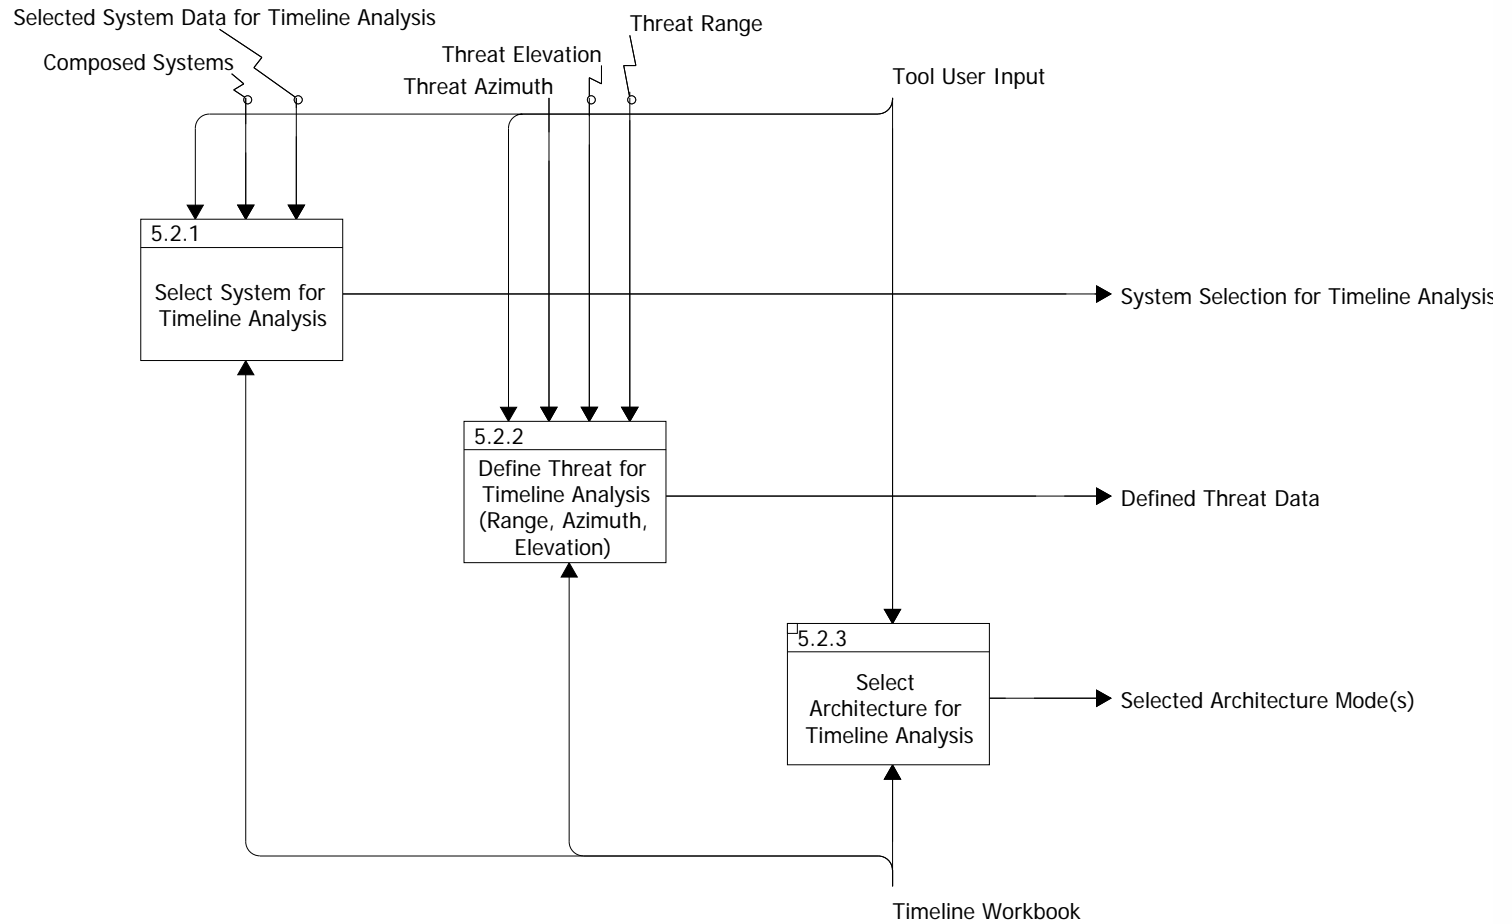 Selected System Data for Timeline Analysis
Threat Range
Threat Elevation
Composed Systems
Tool User Input
Threat Azimuth
5.2.1
Select System for
Timeline Analysis
System Selection for Timeline Analysis
5.2.2
Define Threat for
Timeline Analysis
(Range, Azimuth,
Elevation)
Defined Threat Data
5.2.3
Select
Architecture for
Timeline Analysis
Selected Architecture Mode(s)
Timeline Workbook